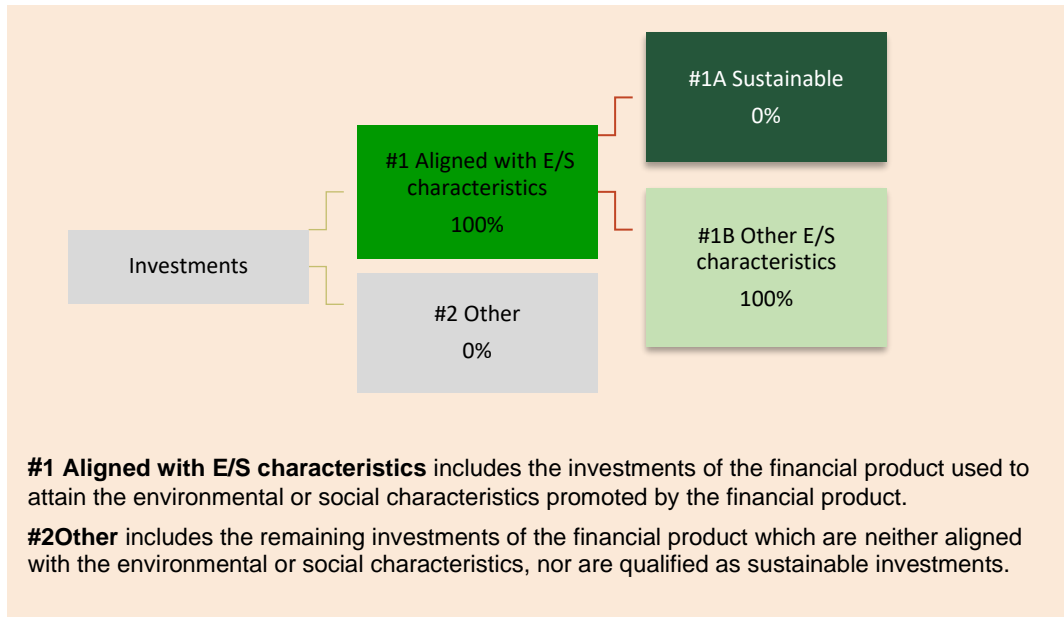 #1A Sustainable
0%
#1 Aligned with E/S
characteristics
100%
#1B Other E/S
characteristics
100%
Investments
#2 Other
0%
#1 Aligned with E/S characteristics includes the investments of the financial product used to
attain the environmental or social characteristics promoted by the financial product.
#2Other includes the remaining investments of the financial product which are neither aligned
with the environmental or social characteristics, nor are qualified as sustainable investments.